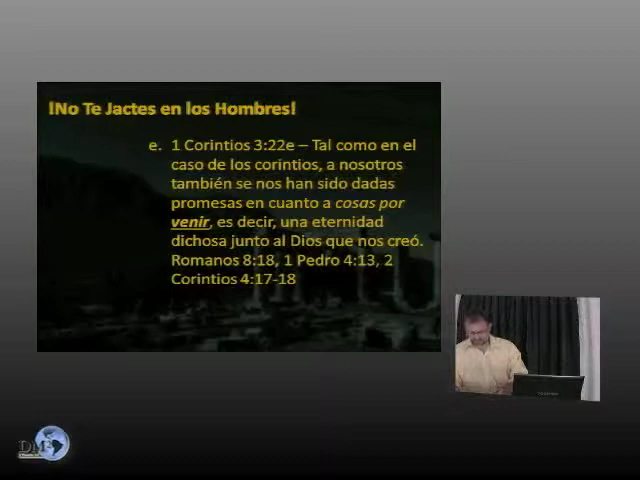 ¡No Te Jactes en los Hombres!
e. 1 Corintios 3:22e – Tal como en el
caso de los corintios, a nosotros
también se nos han sido dadas
promesas en cuanto a cosas por
venir, es decir, una eternidad
dichosa junto al Dios que nos creó.
Romanos 8:18, 1 Pedro 4:13, 2
Corintios 4:17-18